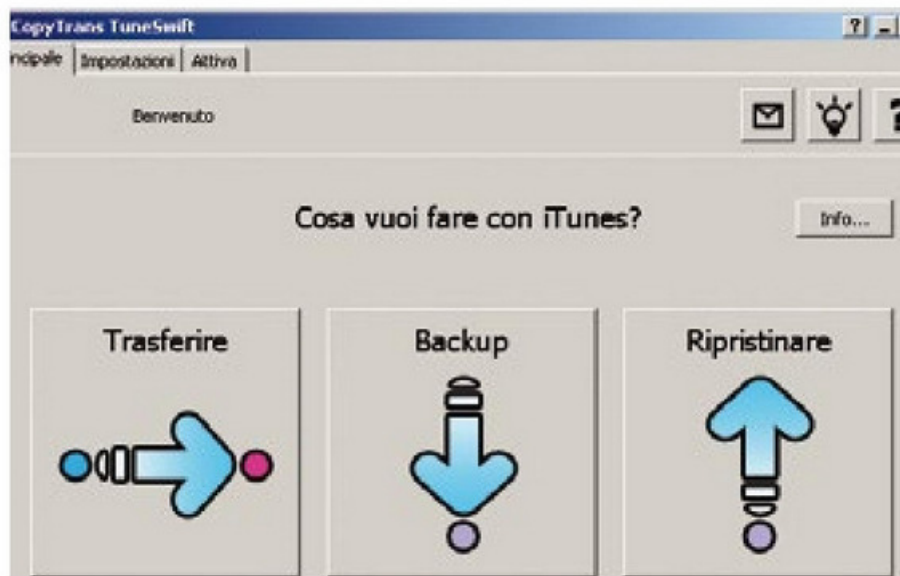 CopyTrans TuneSwift
ncipale Impostazioni Attiva
Benvenuto
Cosa vuoi fare con iTunes?
Info...
Trasferire Backup Ripristinare